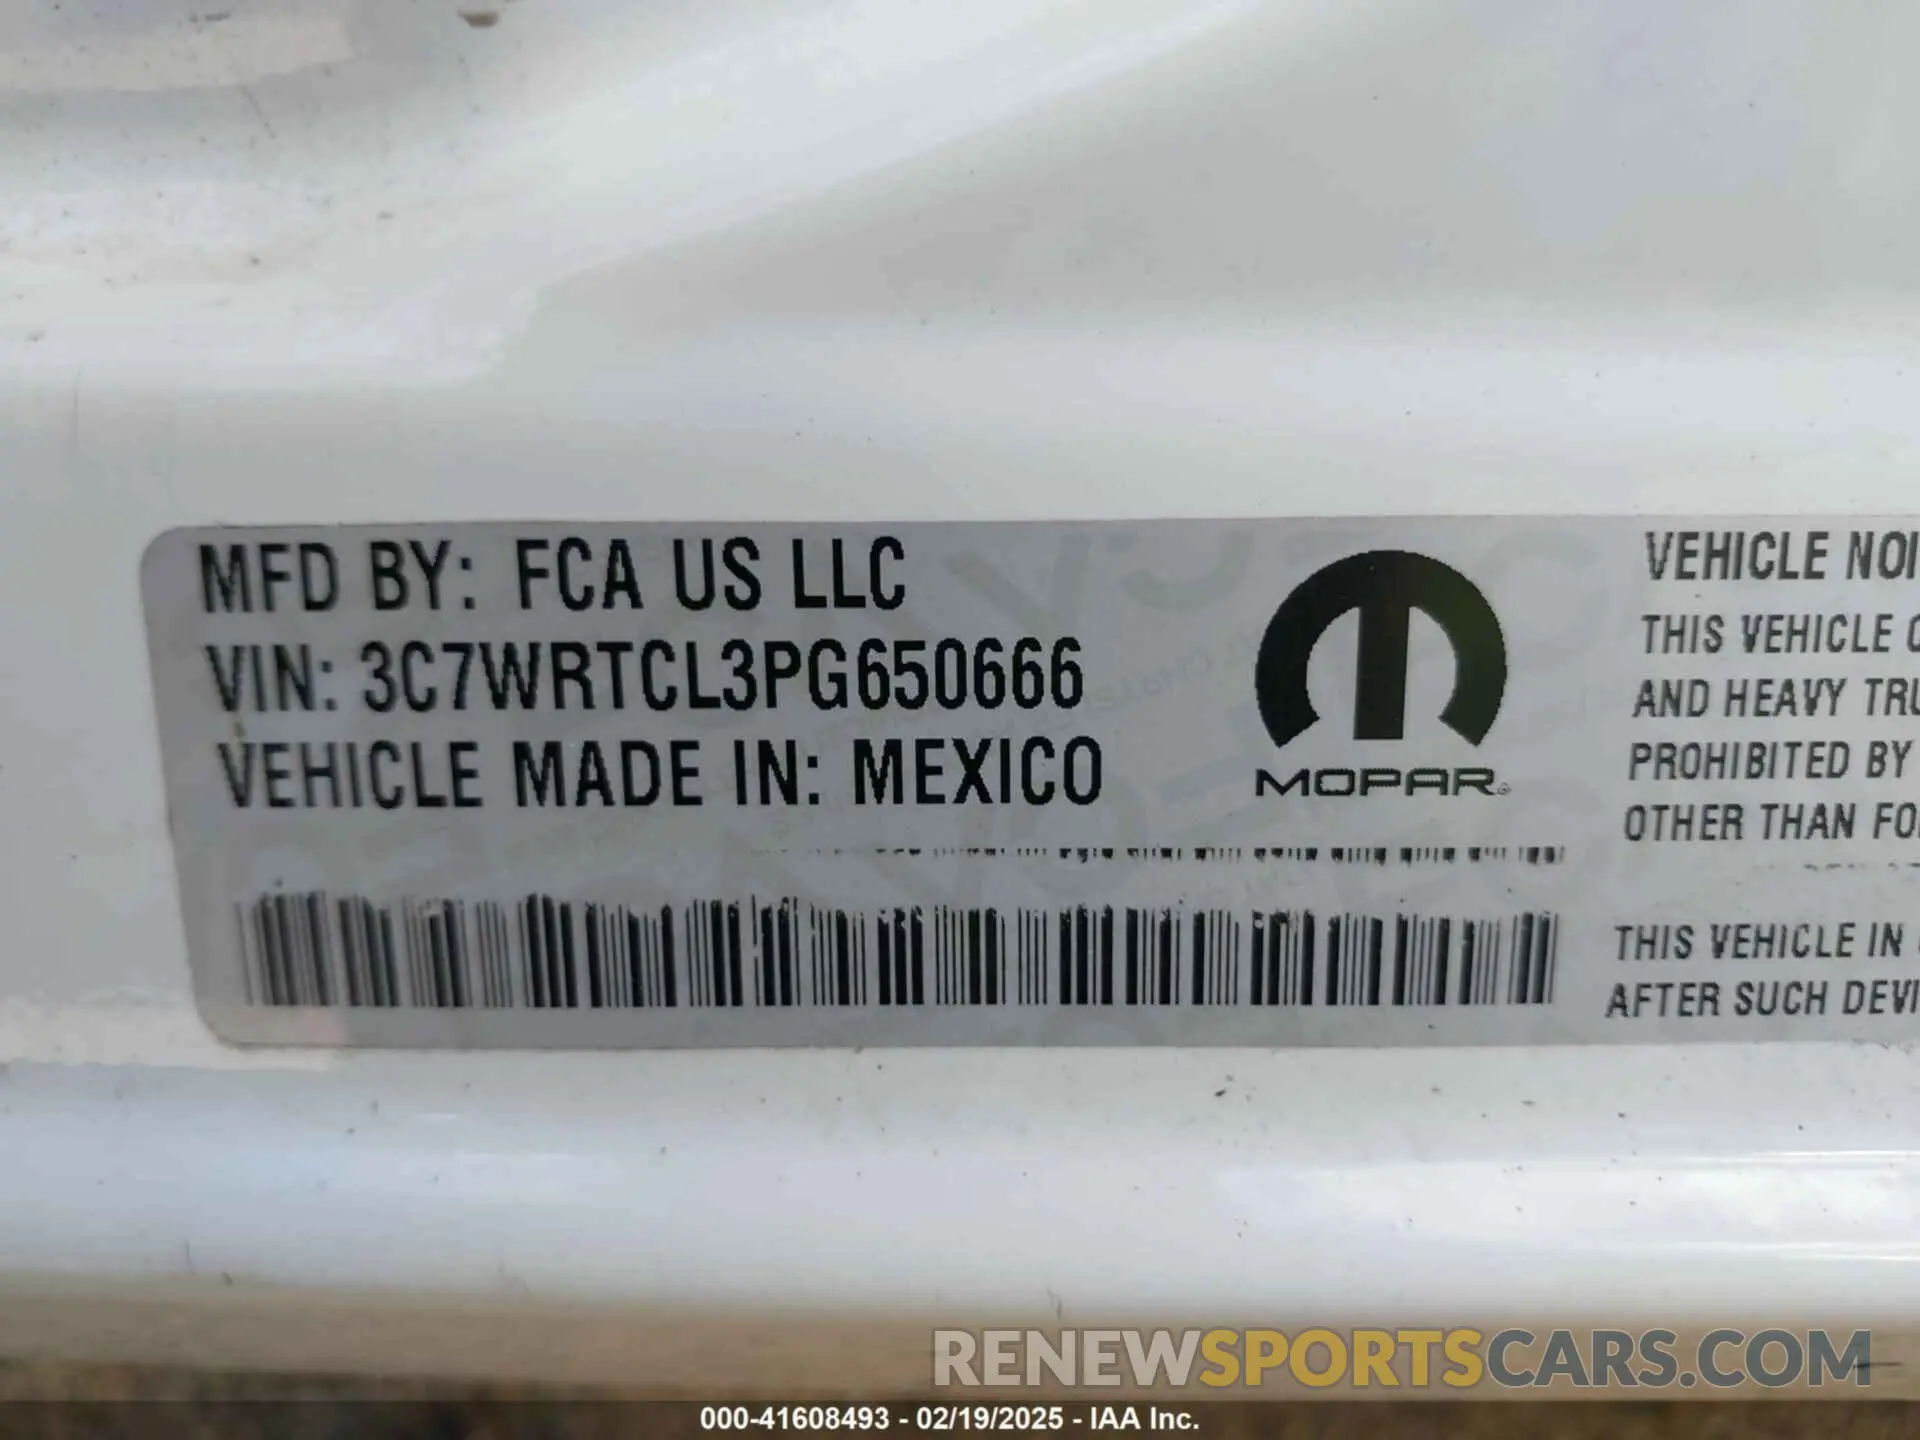 MFD BY: FCA US LLC
VIN: 3C7WRTCL3PG650666
VEHICLE MADE IN: MEXICO
MOPAR®
VEHICLE NOI
THIS VEHICLE C
AND HEAVY TRU
PROHIBITED BY
OTHER THAN FO
THIS VEHICLE IN
AFTER SUCH DEVI
RENEWSPORTSCARS.COM
000-41608493 - 02/19/2025 - IAA Inc.